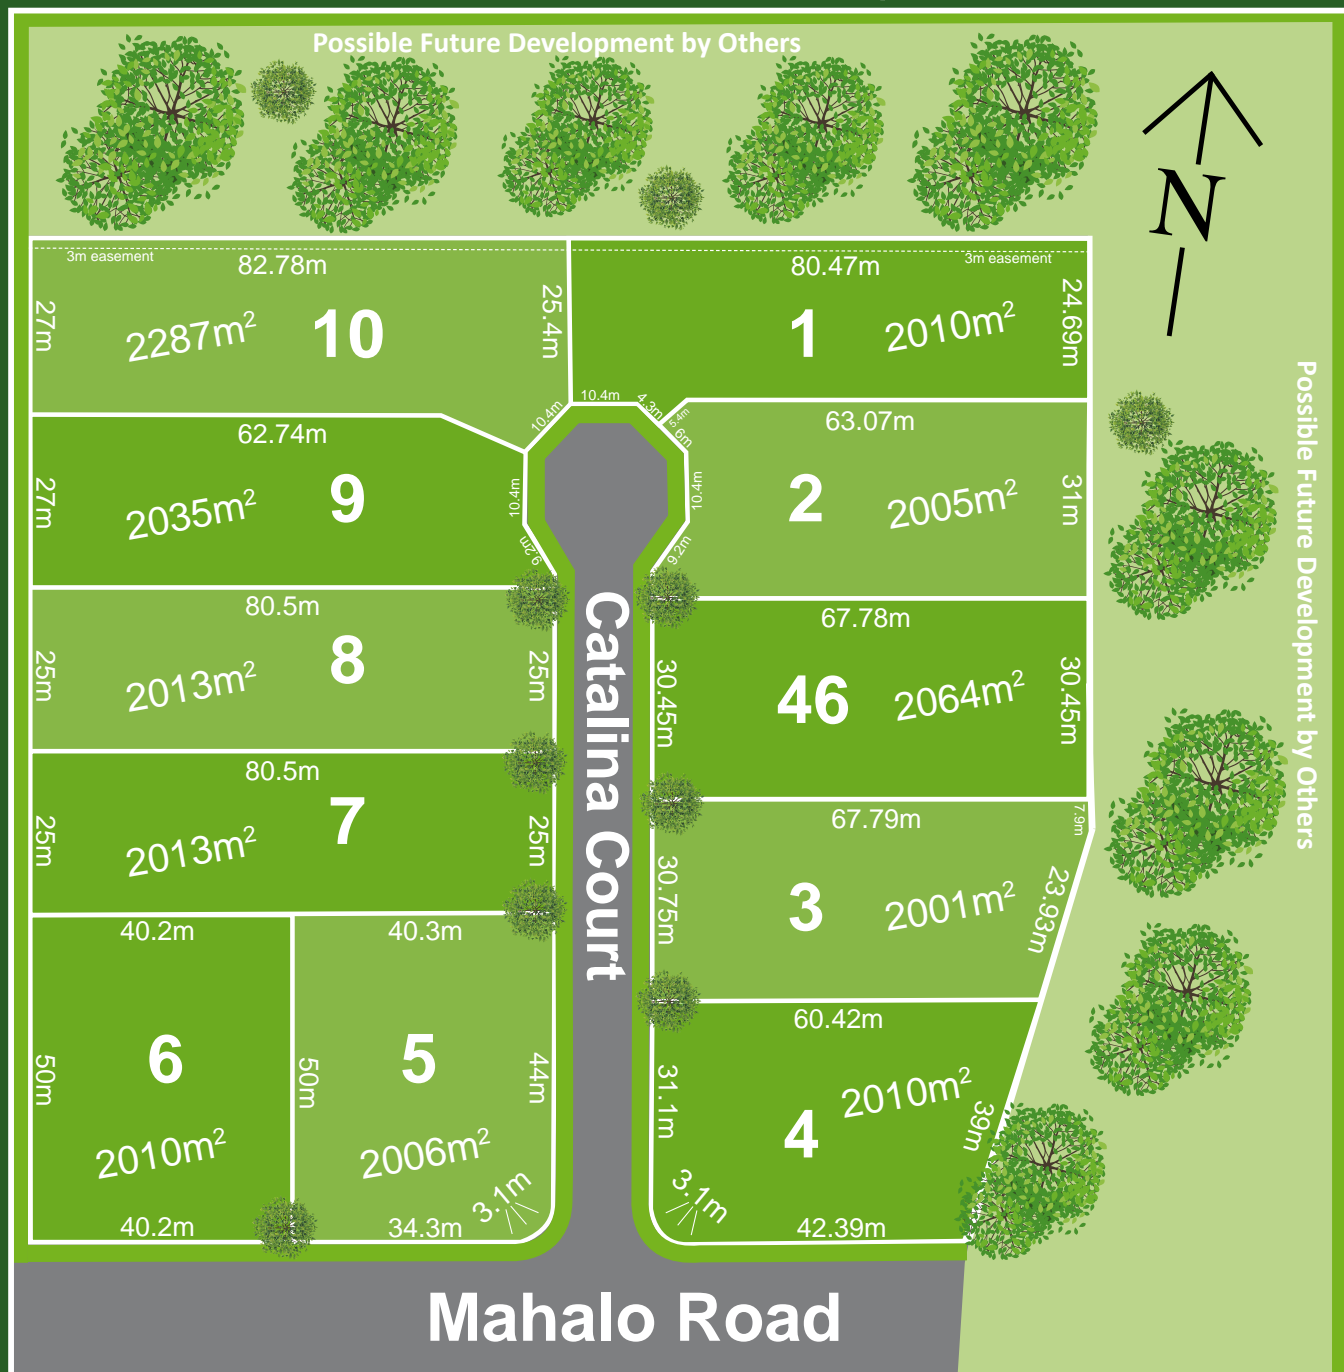 Possible Future Development by Others
N
3m easement
82.78m
27m
2287m²
10
25.4m
3m easement
80.47m
1
2010m²
24.69m
10.4m
10.4m
4.3m
5.4m
62.74m
27m
2035m²
9
10.4m
9.2m
63.07m
2
2005m²
31m
10.4m
9.2m
80.5m
25m
2013m²
8
25m
67.78m
30.45m
46
2064m²
30.45m
80.5m
25m
2013m²
7
25m
67.79m
7.9m
30.75m
3
2001m²
23.93m
40.2m
50m
6
2010m²
40.2m
40.3m
50m
5
44m
2006m²
3.1m
34.3m
60.42m
31.1m
4
2010m²
39m
3.1m
42.39m
Catalina Court
Possible Future Development by Others
Mahalo Road